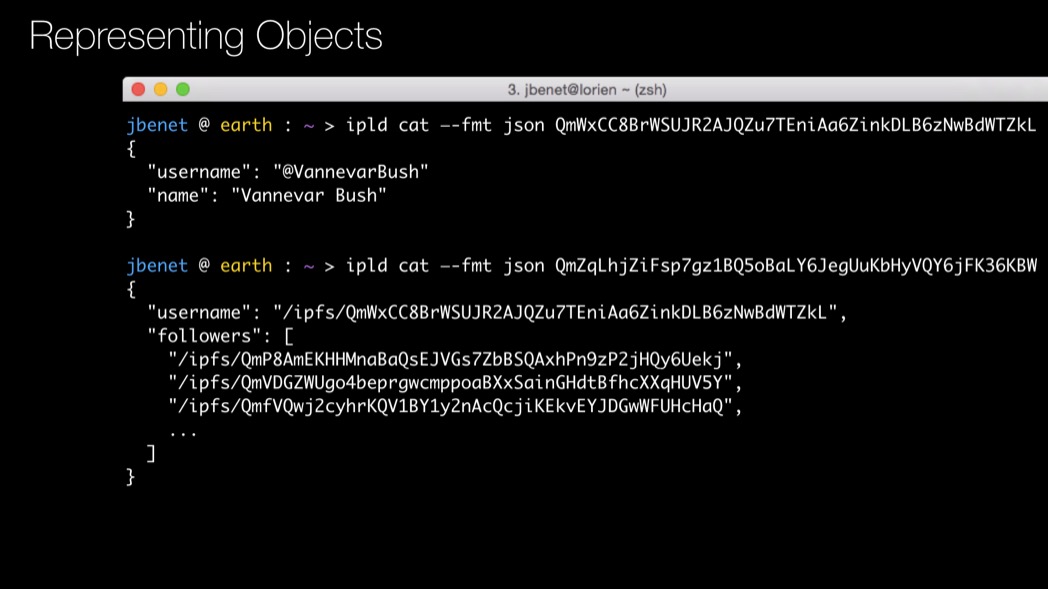 Representing Objects
3. jbenet@lorien ~ (zsh)
jbenet @ earth : ~ > ipld cat --fmt json QmWxCC8BrWSUJR2AJQZu7TEniAa6ZinkDLB6zNwBdWTZkL
{
"username": "@VannevarBush"
"name": "Vannevar Bush"
}
jbenet @ earth : ~ > ipld cat --fmt json QmZqLhjZiFsp7gz1BQ5oBaLY6JegUuKbHyVQY6jFK36KBW
{
"username": "/ipfs/QmWxCC8BrWSUJR2AJQZu7TEniAa6ZinkDLB6zNwBdWTZkL",
"followers": [
"/ipfs/QmP8AmEKHHMnaBaQsEJVGs7ZbBSQAxhPn9zP2jHQy6Uekj",
"/ipfs/QmVDGZWUgo4beprgwcmppoaBXxSainGHdtBfhcXXqHUV5Y",
"/ipfs/QmfVQwj2cyhrKQV1BY1y2nAcQcjiKEkvEYJDGwWFUHcHaQ",
...
]
}